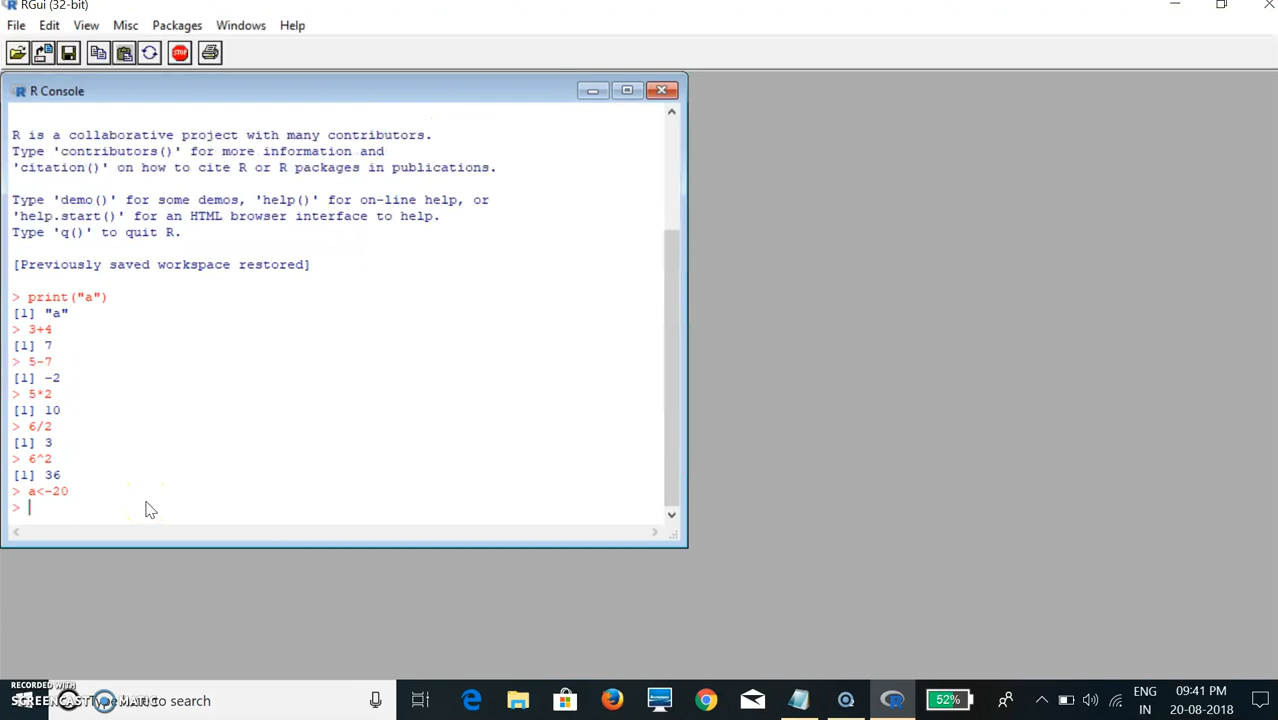 RGui (32-bit)
File Edit View Misc Packages Windows Help
STOP
R Console
R is a collaborative project with many contributors.
Type 'contributors()' for more information and
'citation()' on how to cite R or R packages in publications.
Type 'demo()' for some demos, 'help()' for on-line help, or
'help.start()' for an HTML browser interface to help.
Type 'q()' to quit R.
[Previously saved workspace restored]
> print("a")
[1] "a"
> 3+4
[1] 7
> 5-7
[1] -2
> 5*2
[1] 10
> 6/2
[1] 3
> 6^2
[1] 36
> a<-20
>
RECORDED WITH
SCREENCAST MATIC
Type here to search
52%
ENG
IN
09:41 PM
20-08-2018